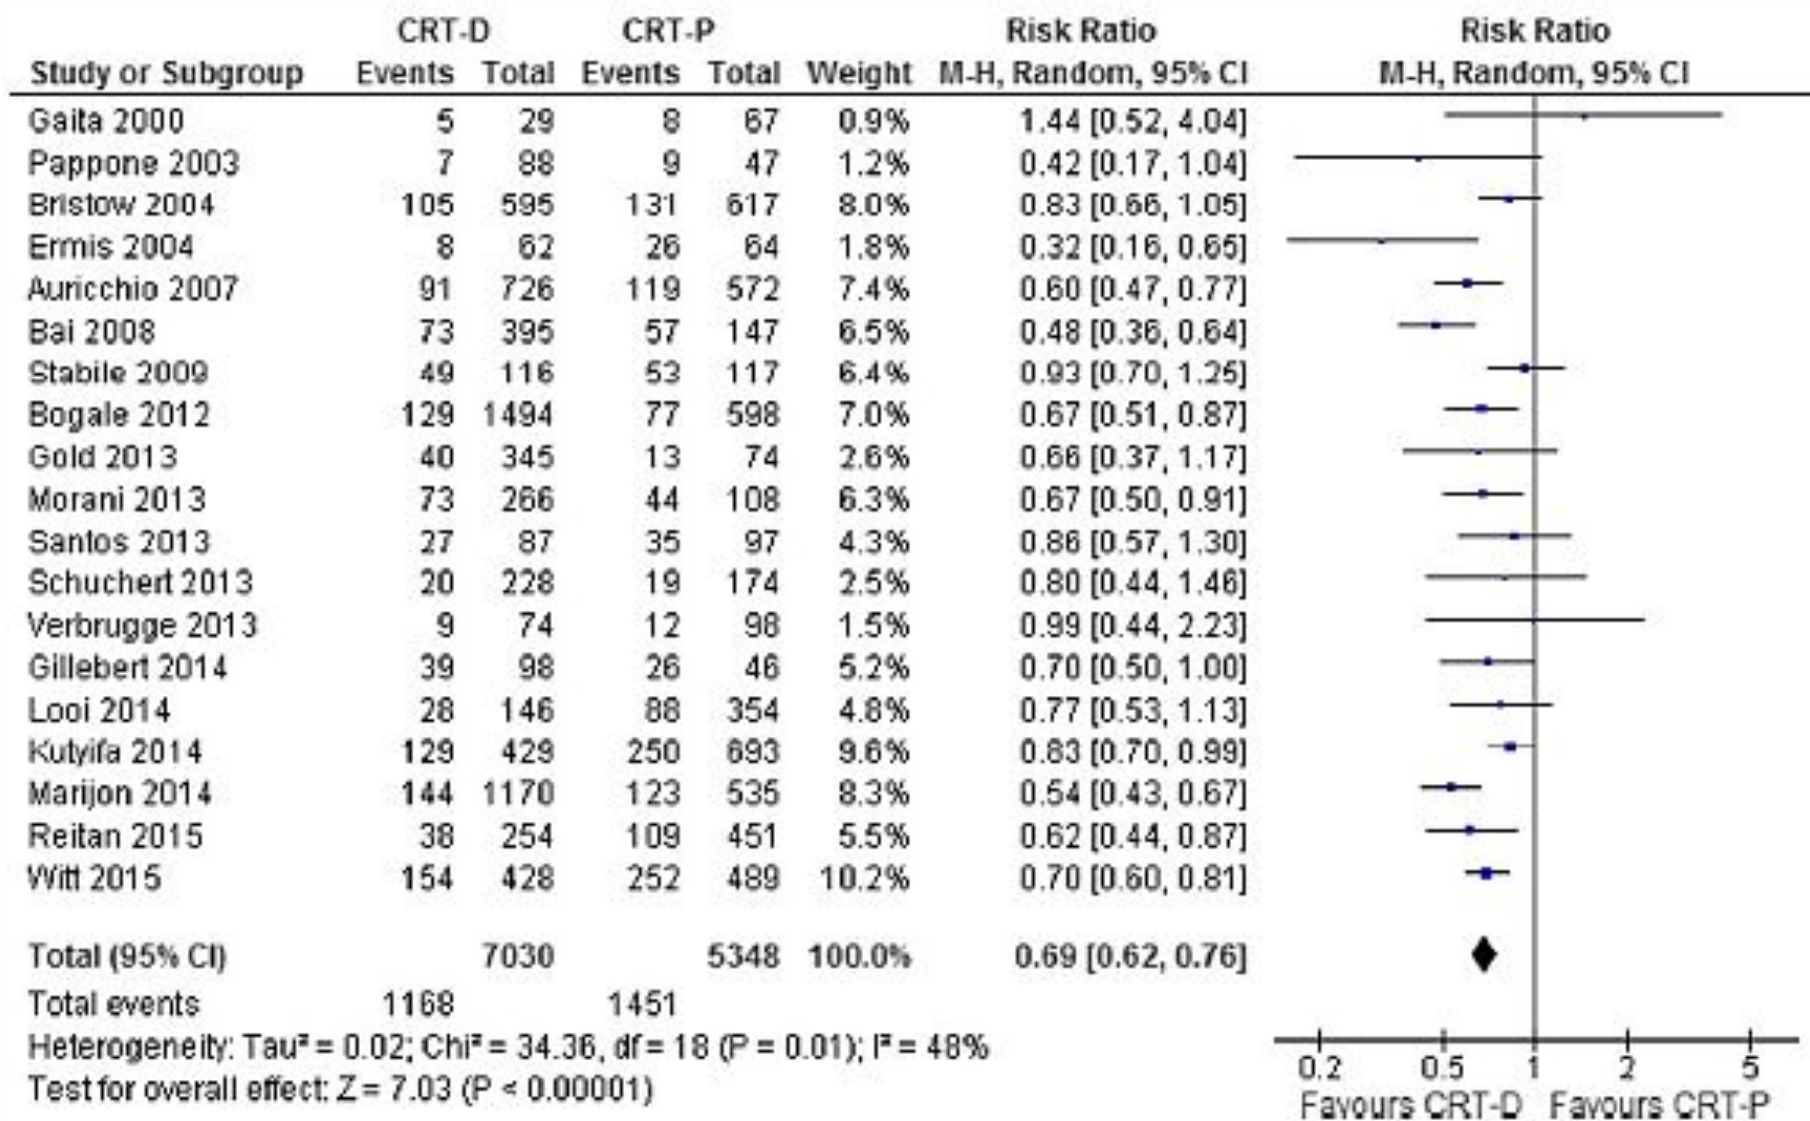 CRT-D CRT-P Risk Ratio Risk Ratio
Study or Subgroup Events Total Events Total Weight M-H, Random, 95% CI M-H, Random, 95% CI
Gaita 2000 5 29 8 67 0.9% 1.44 [0.52, 4.04]
Pappone 2003 7 88 9 47 1.2% 0.42 [0.17, 1.04]
Bristow 2004 105 595 131 617 8.0% 0.83 [0.66, 1.05]
Ermis 2004 8 62 26 64 1.8% 0.32 [0.16, 0.65]
Auricchio 2007 91 726 119 572 7.4% 0.60 [0.47, 0.77]
Bai 2008 73 395 57 147 6.5% 0.48 [0.36, 0.64]
Stabile 2009 49 116 53 117 6.4% 0.93 [0.70, 1.25]
Bogale 2012 129 1494 77 598 7.0% 0.67 [0.51, 0.87]
Gold 2013 40 345 13 74 2.6% 0.66 [0.37, 1.17]
Morani 2013 73 266 44 108 6.3% 0.67 [0.50, 0.91]
Santos 2013 27 87 35 97 4.3% 0.86 [0.57, 1.30]
Schuchert 2013 20 228 19 174 2.5% 0.80 [0.44, 1.46]
Verbrugge 2013 9 74 12 98 1.5% 0.99 [0.44, 2.23]
Gillebert 2014 39 98 26 46 5.2% 0.70 [0.50, 1.00]
Looi 2014 28 146 88 354 4.8% 0.77 [0.53, 1.13]
Kutyifa 2014 129 429 250 693 9.6% 0.83 [0.70, 0.99]
Marijon 2014 144 1170 123 535 8.3% 0.54 [0.43, 0.67]
Reitan 2015 38 254 109 451 5.5% 0.62 [0.44, 0.87]
Witt 2015 154 428 252 489 10.2% 0.70 [0.60, 0.81]
Total (95% CI) 7030 5348 100.0% 0.69 [0.62, 0.76]
Total events 1168 1451
Heterogeneity: Tau² = 0.02; Chi² = 34.36, df = 18 (P = 0.01); I² = 48%
Test for overall effect: Z = 7.03 (P < 0.00001)
0.2 0.5 1 2 5
Favours CRT-D Favours CRT-P